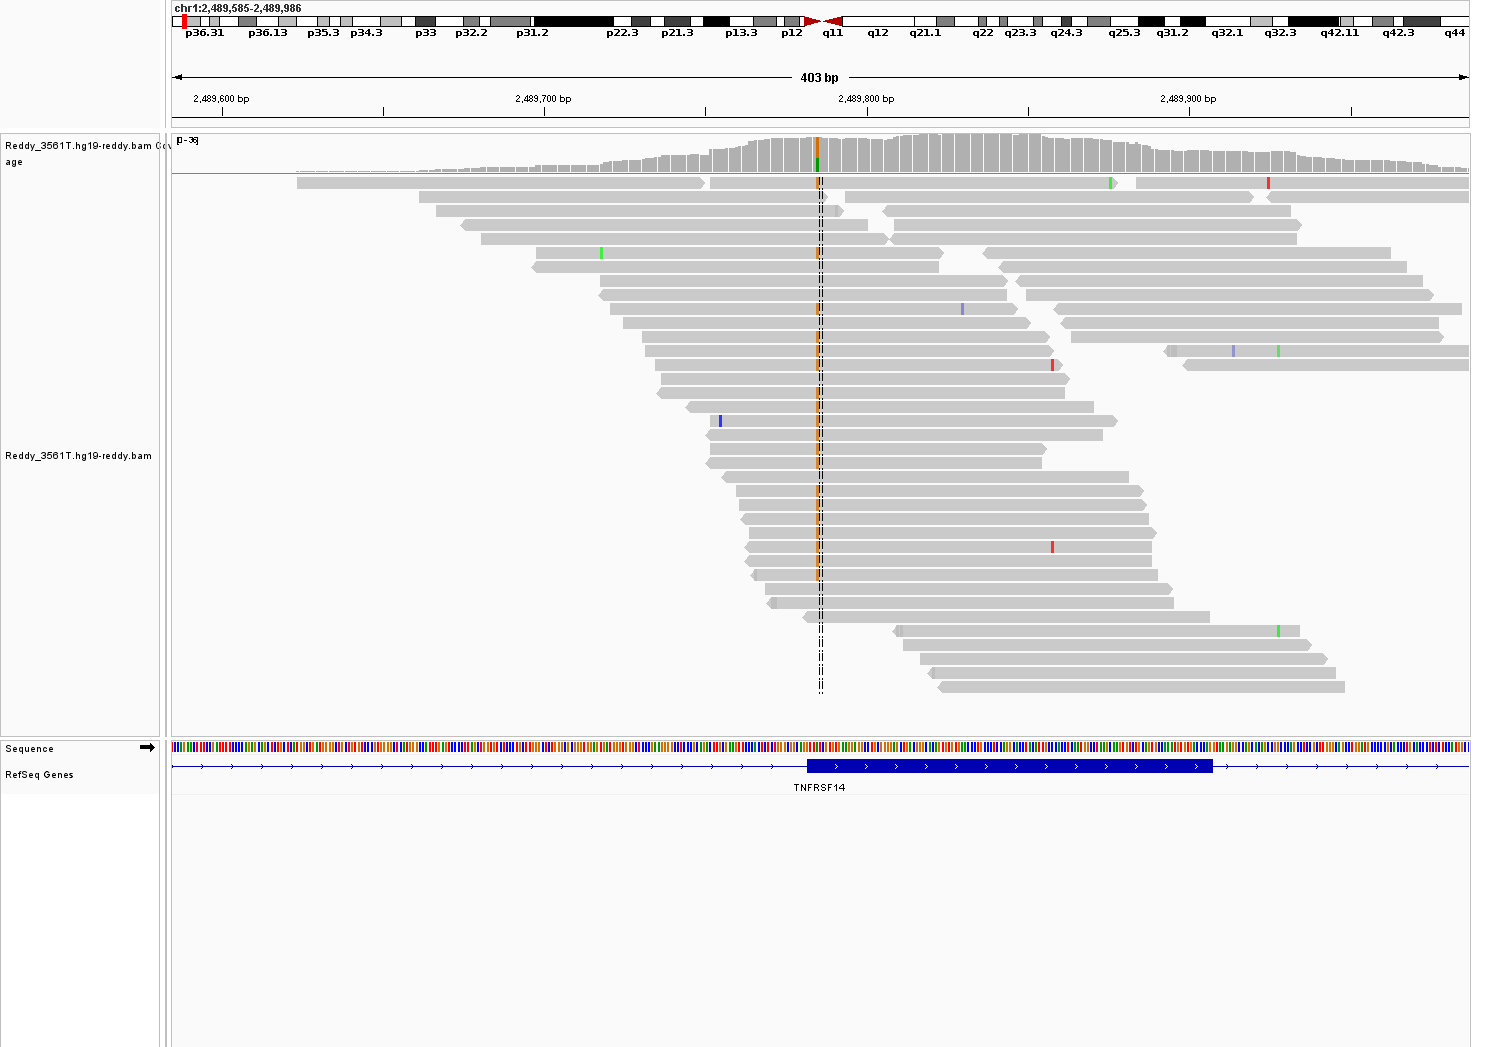 chr1:2,489,585-2,489,986
p36.31 p36.13 p35.3 p34.3 p33 p32.2 p31.2 p22.3 p21.3 p13.3 p12 q11 q12 q21.1 q22 q23.3 q24.3 q25.3 q31.2 q32.1 q32.3 q42.11 q42.3 q44
403 bp
2,489,600 bp 2,489,700 bp 2,489,800 bp 2,489,900 bp
Reddy_3561T.hg19-reddy.bam Cov
age
[0-36]
Reddy_3561T.hg19-reddy.bam
Sequence
RefSeq Genes
TNFRSF14